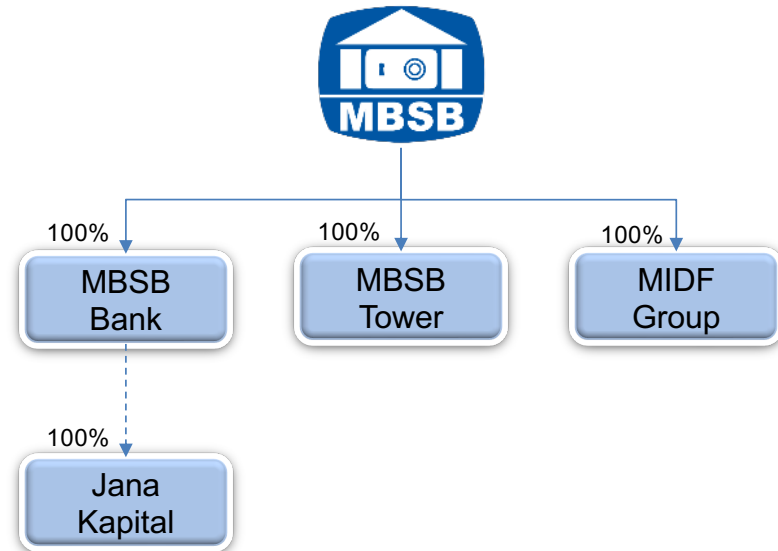 MBSB
100%
100%
100%
MBSB
Bank
MBSB
Tower
MIDF
Group
100%
Jana
Kapital